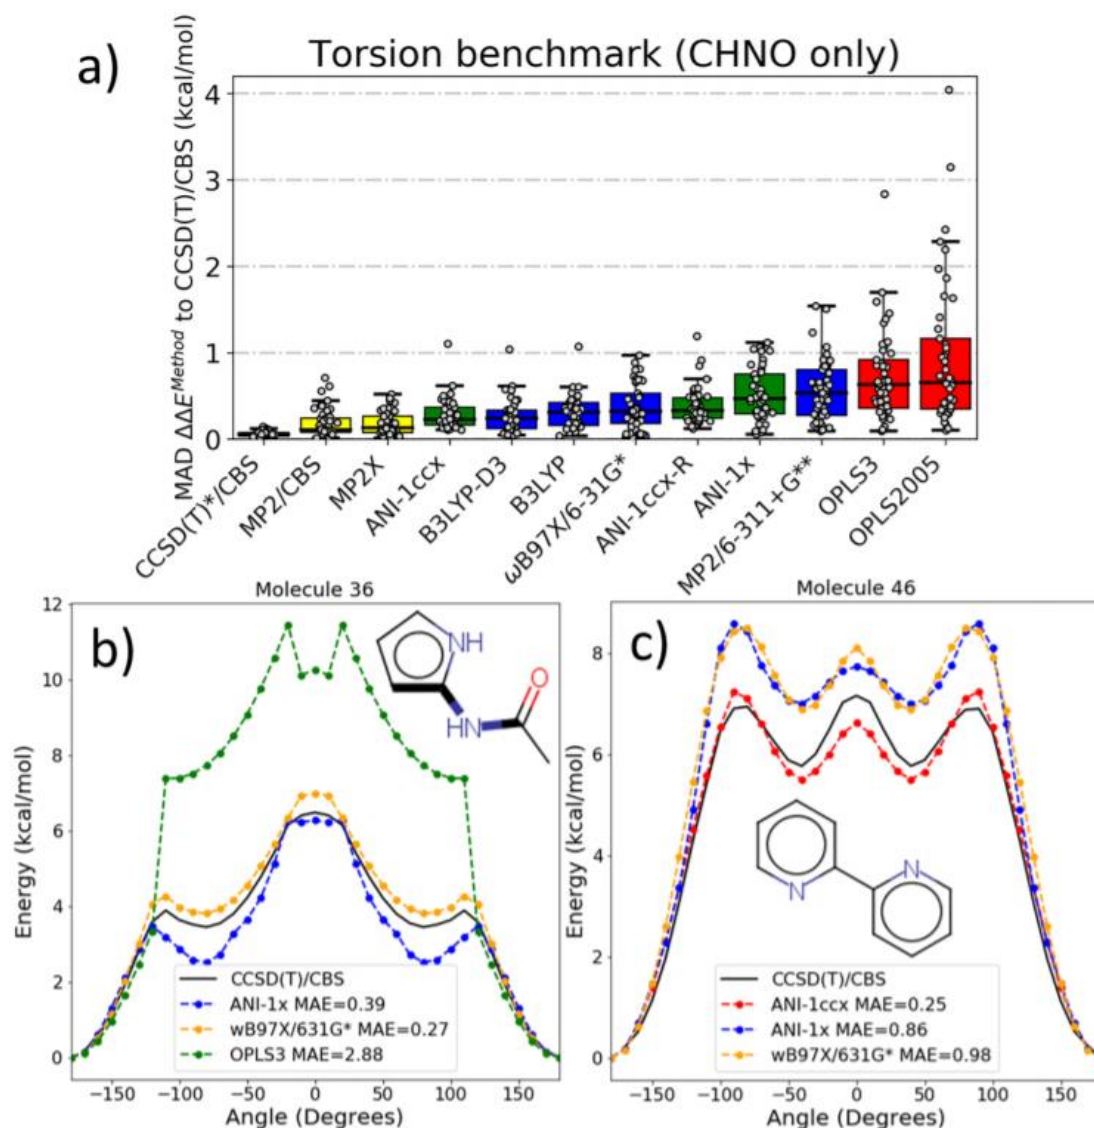 a)
Torsion benchmark (CHNO only)
MAD ΔΔE^Method to CCSD(T)/CBS (kcal/mol)
4
3
2
1
0
CCSD(T)*/CBS
MP2/CBS
MP2X
ANI-1ccx
B3LYP-D3
B3LYP
ωB97X/6-31G*
ANI-1ccx-R
ANI-1x
MP2/6-311+G**
OPLS3
OPLS2005
Molecule 36
b)
Energy (kcal/mol)
12
10
8
6
4
2
0
NH
O
HN
CCSD(T)/CBS
ANI-1x MAE=0.39
wB97X/631G* MAE=0.27
OPLS3 MAE=2.88
−150 −100 −50 0 50 100 150
Angle (Degrees)
Molecule 46
c)
Energy (kcal/mol)
8
6
4
2
0
N
N
CCSD(T)/CBS
ANI-1ccx MAE=0.25
ANI-1x MAE=0.86
wB97X/631G* MAE=0.98
−150 −100 −50 0 50 100 150
Angle (Degrees)